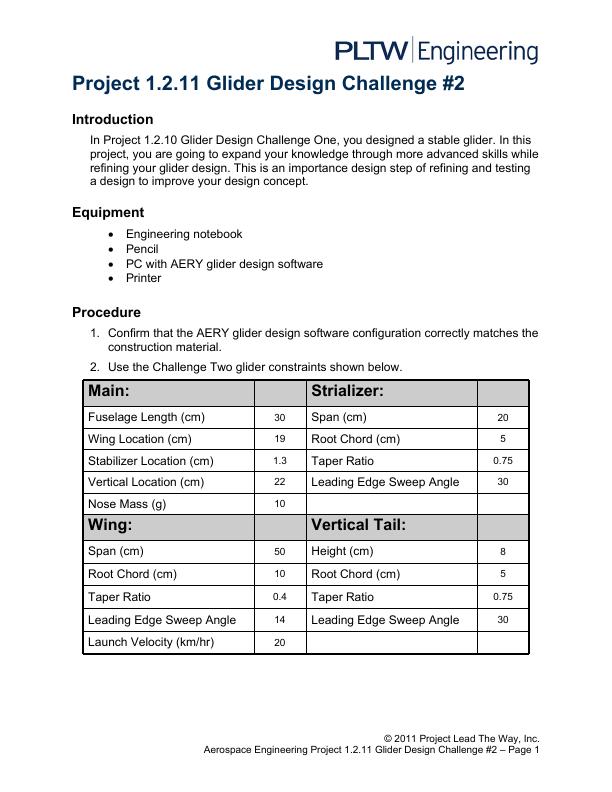 PLTW Engineering
Project 1.2.11 Glider Design Challenge #2
Introduction
In Project 1.2.10 Glider Design Challenge One, you designed a stable glider. In this
project, you are going to expand your knowledge through more advanced skills while
refining your glider design. This is an importance design step of refining and testing
a design to improve your design concept.
Equipment
• Engineering notebook
• Pencil
• PC with AERY glider design software
• Printer
Procedure
1. Confirm that the AERY glider design software configuration correctly matches the
construction material.
2. Use the Challenge Two glider constraints shown below.
Main: Strializer:
Fuselage Length (cm) 30 Span (cm) 20
Wing Location (cm) 19 Root Chord (cm) 5
Stabilizer Location (cm) 1.3 Taper Ratio 0.75
Vertical Location (cm) 22 Leading Edge Sweep Angle 30
Nose Mass (g) 10
Wing: Vertical Tail:
Span (cm) 50 Height (cm) 8
Root Chord (cm) 10 Root Chord (cm) 5
Taper Ratio 0.4 Taper Ratio 0.75
Leading Edge Sweep Angle 14 Leading Edge Sweep Angle 30
Launch Velocity (km/hr) 20
© 2011 Project Lead The Way, Inc.
Aerospace Engineering Project 1.2.11 Glider Design Challenge #2 – Page 1